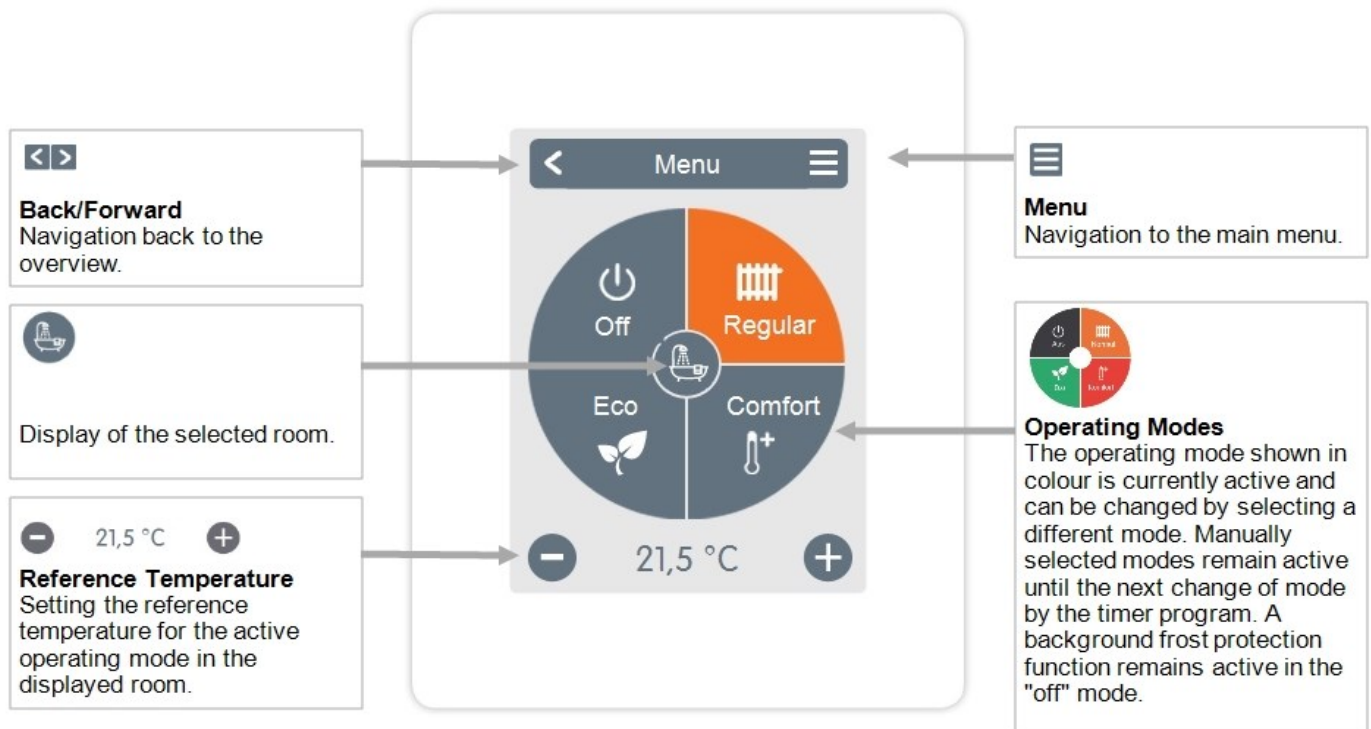 Back/Forward
Navigation back to the
overview.
Display of the selected room.
21,5 °C
Reference Temperature
Setting the reference
temperature for the active
operating mode in the
displayed room.
Menu
Off
Regular
Eco
Comfort
21,5 °C
Menu
Navigation to the main menu.
Eco
Operating Modes
The operating mode shown in
colour is currently active and
can be changed by selecting a
different mode. Manually
selected modes remain active
until the next change of mode
by the timer program. A
background frost protection
function remains active in the
"off" mode.